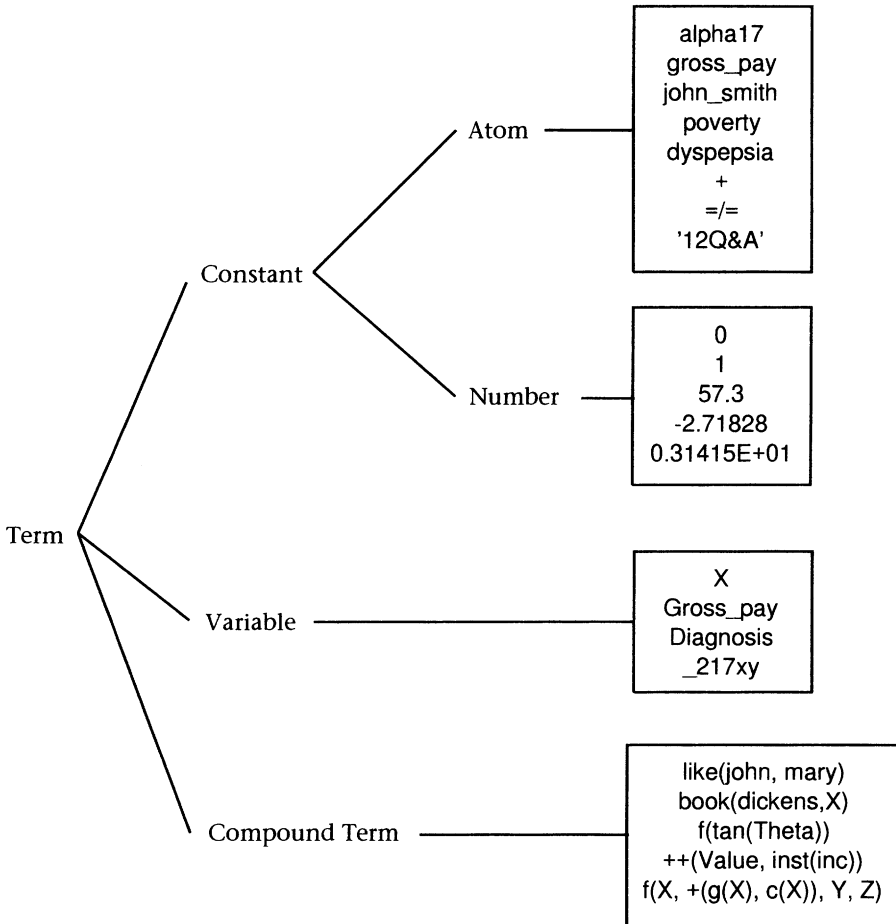 alpha17
gross_pay
john_smith
poverty
dyspepsia
+
=/=
'12Q&A'
Atom
Constant
0
1
57.3
-2.71828
0.31415E+01
Number
Term
X
Gross_pay
Diagnosis
_217xy
Variable
like(john, mary)
book(dickens,X)
f(tan(Theta))
++(Value, inst(inc))
f(X, +(g(X), c(X)), Y, Z)
Compound Term